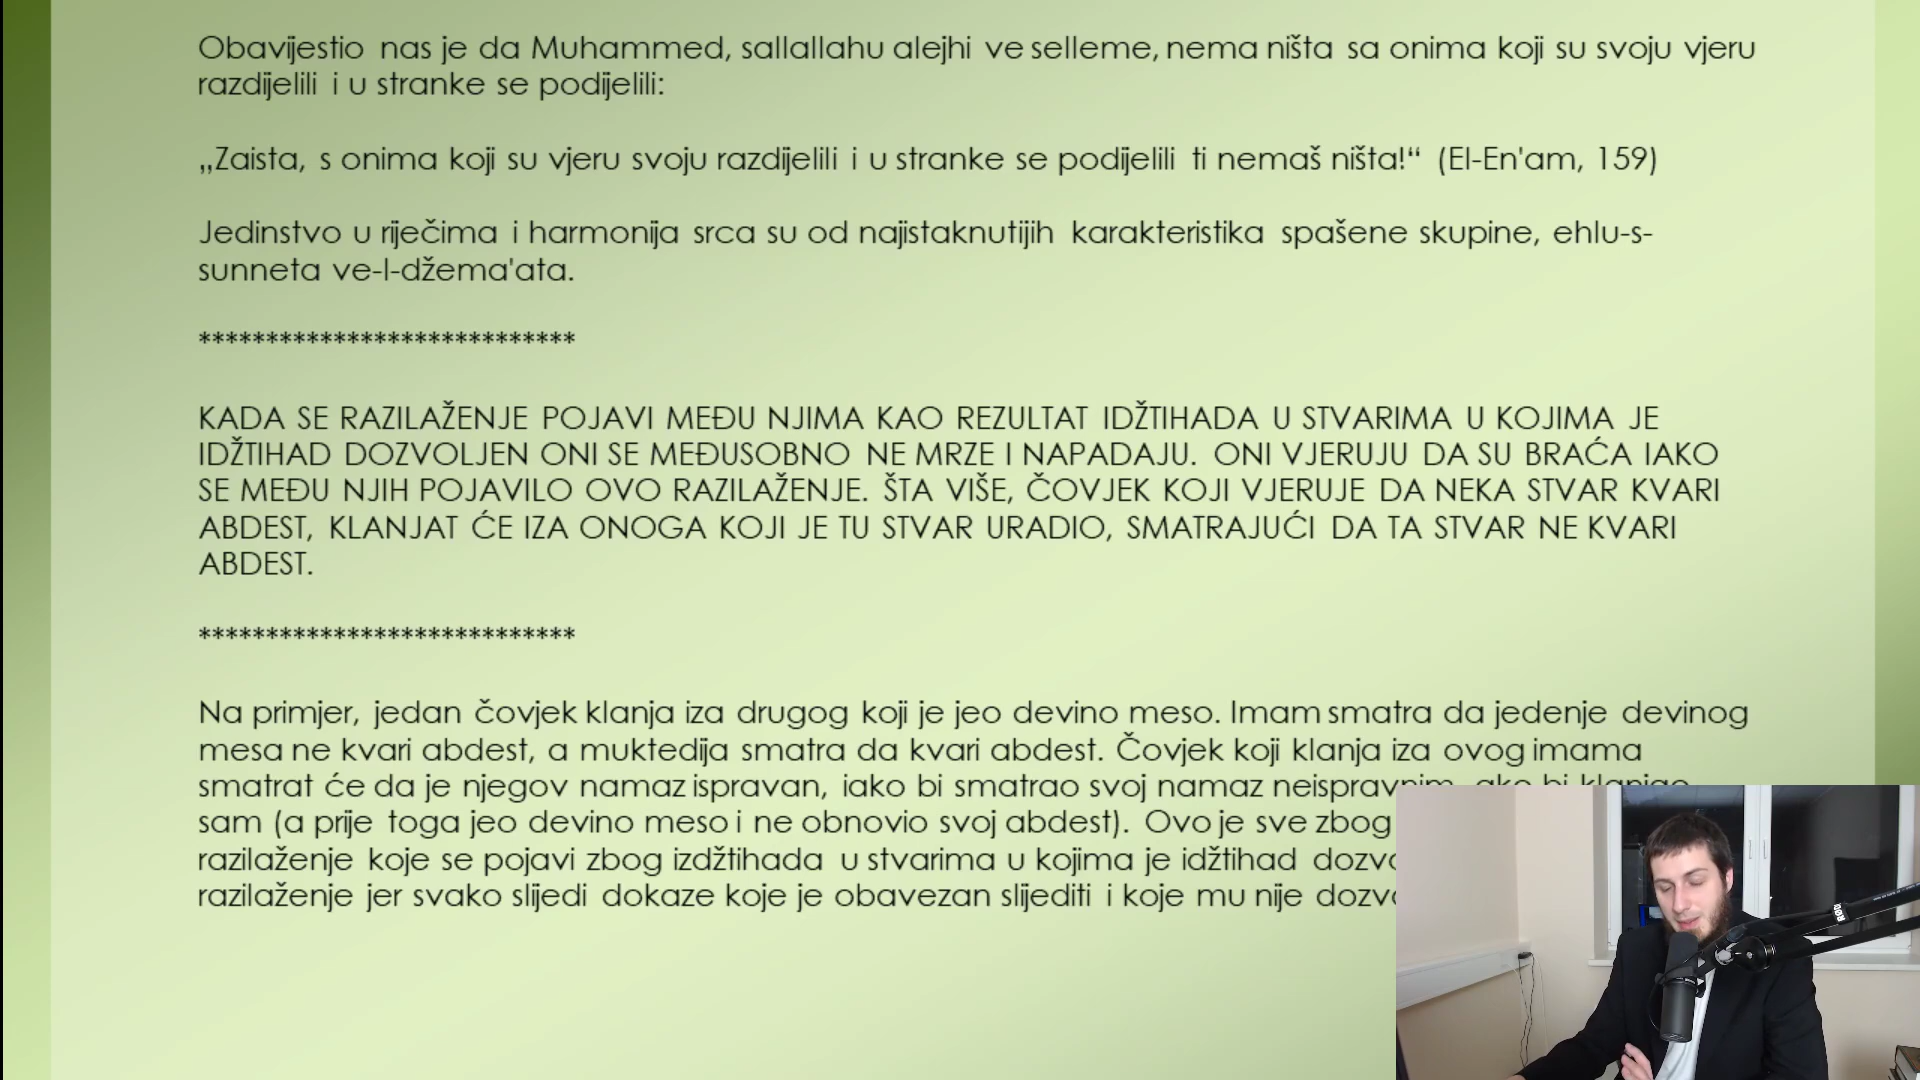 Obavijestio nas je da Muhammed, sallallahu alejhi ve selleme, nema ništa sa onima koji su svoju vjeru
razdijelili i u stranke se podijelili:
„Zaista, s onima koji su vjeru svoju razdijelili i u stranke se podijelili ti nemaš ništa!“ (El-En'am, 159)
Jedinstvo u riječima i harmonija srca su od najistaknutijih karakteristika spašene skupine, ehlu-s-
sunneta ve-l-džema'ata.
****************************
KADA SE RAZILAŽENJE POJAVI MEĐU NJIMA KAO REZULTAT IDŽTIHADA U STVARIMA U KOJIMA JE
IDŽTIHAD DOZVOLJEN ONI SE MEĐUSOBNO NE MRZE I NAPADAJU. ONI VJERUJU DA SU BRAĆA IAKO
SE MEĐU NJIH POJAVILO OVO RAZILAŽENJE. ŠTA VIŠE, ČOVJEK KOJI VJERUJE DA NEKA STVAR KVARI
ABDEST, KLANJAT ĆE IZA ONOGA KOJI JE TU STVAR URADIO, SMATRAJUĆI DA TA STVAR NE KVARI
ABDEST.
****************************
Na primjer, jedan čovjek klanja iza drugog koji je jeo devino meso. Imam smatra da jedenje devinog
mesa ne kvari abdest, a muktedija smatra da kvari abdest. Čovjek koji klanja iza ovog imama
smatrat će da je njegov namaz ispravan, iako bi smatrao svoj namaz neispravnim, ako bi klanjao
sam (a prije toga jeo devino meso i ne obnovio svoj abdest). Ovo je sve zbog
razilaženje koje se pojavi zbog izdžtihada u stvarima u kojima je idžtihad
razilaženje jer svako slijedi dokaze koje je obavezan slijediti i koje mu nije